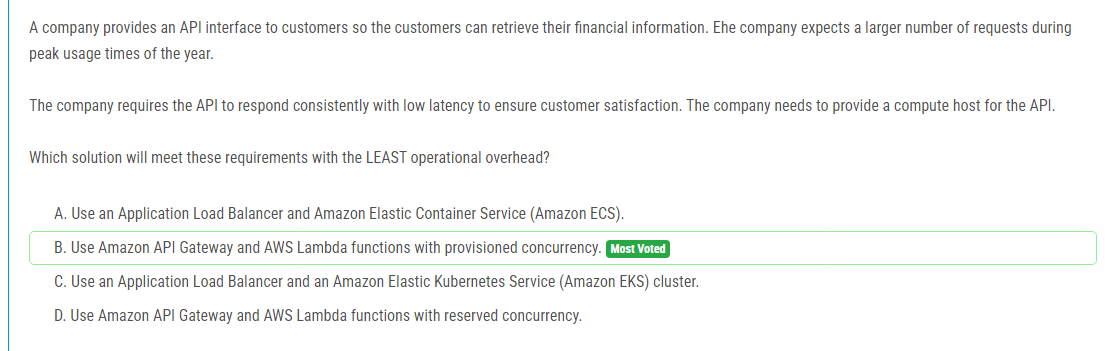 A company provides an API interface to customers so the customers can retrieve their financial information. Ehe company expects a larger number of requests during
peak usage times of the year.
The company requires the API to respond consistently with low latency to ensure customer satisfaction. The company needs to provide a compute host for the API.
Which solution will meet these requirements with the LEAST operational overhead?
A. Use an Application Load Balancer and Amazon Elastic Container Service (Amazon ECS).
B. Use Amazon API Gateway and AWS Lambda functions with provisioned concurrency. Most Voted
C. Use an Application Load Balancer and an Amazon Elastic Kubernetes Service (Amazon EKS) cluster.
D. Use Amazon API Gateway and AWS Lambda functions with reserved concurrency.